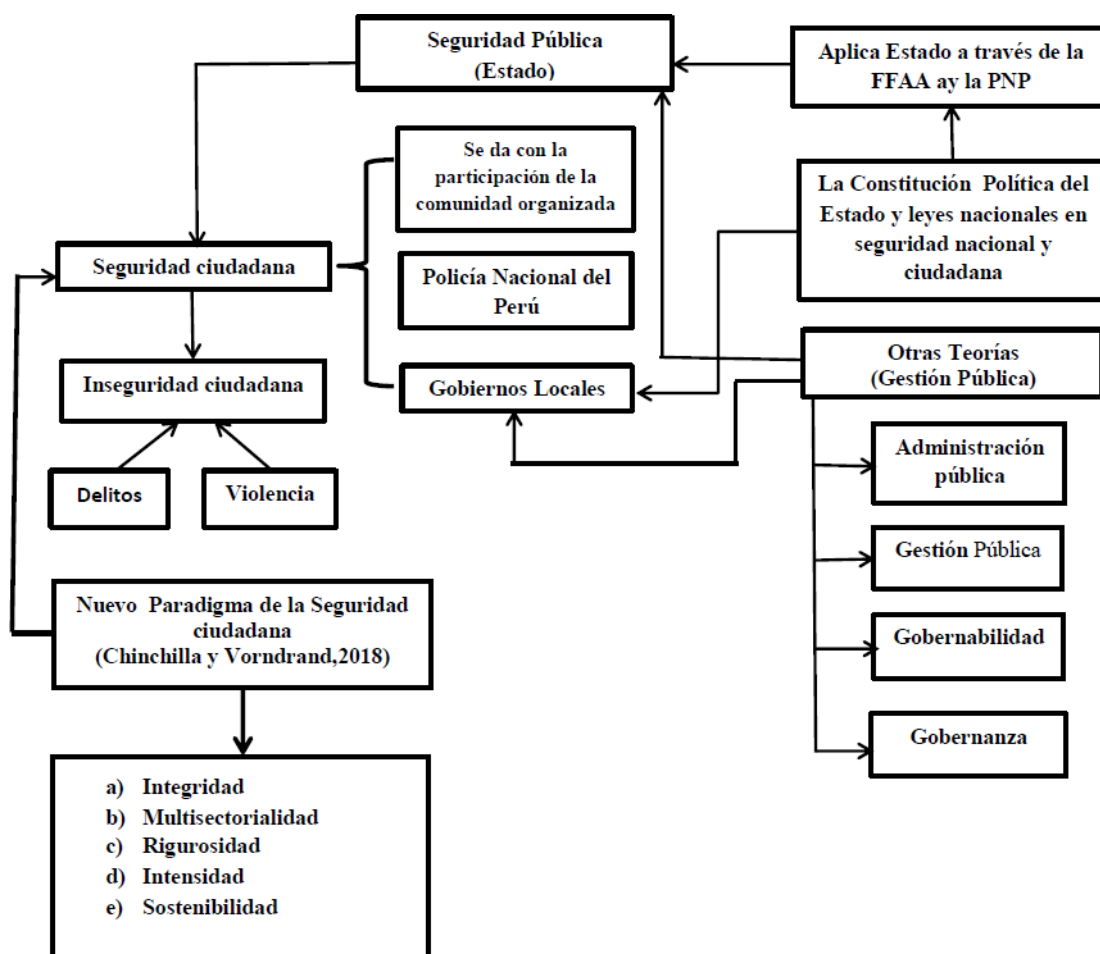 Seguridad Pública
(Estado)
Aplica Estado a través de la
FFAA ay la PNP
Se da con la
participación de la
comunidad organizada
La Constitución Política del
Estado y leyes nacionales en
seguridad nacional y
ciudadana
Seguridad ciudadana
Policía Nacional del
Perú
Otras Teorías
(Gestión Pública)
Inseguridad ciudadana
Gobiernos Locales
Administración
pública
Delitos
Violencia
Gestión Pública
Nuevo Paradigma de la Seguridad
ciudadana
(Chinchilla y Vorndrand,2018)
Gobernabilidad
Gobernanza
a) Integridad
b) Multisectorialidad
c) Rigurosidad
d) Intensidad
e) Sostenibilidad